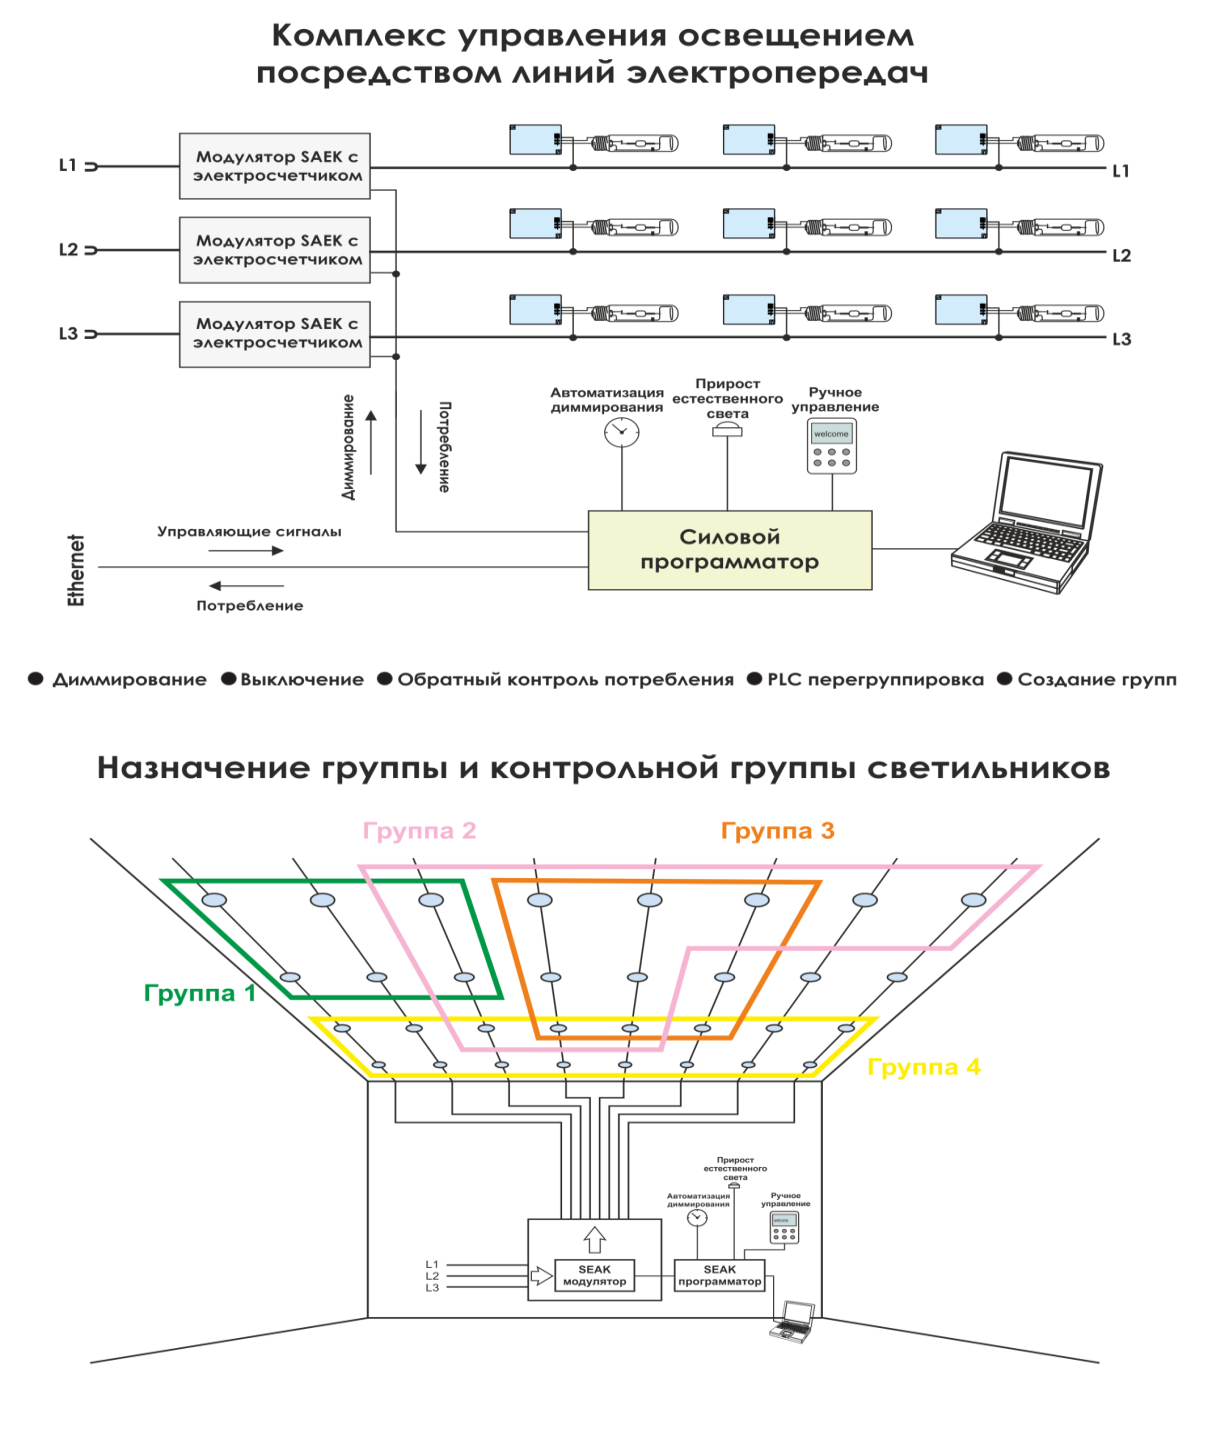 Комплекс управления освещением
посредством линий электропередач
L1
Модулятор SAEK с
электросчетчиком
L1
L2
Модулятор SAEK с
электросчетчиком
L2
L3
Модулятор SAEK с
электросчетчиком
L3
Диммирование
Потребление
Автоматизация
диммирования
Прирост
естественного
света
Ручное
управление
welcome
Ethernet
Управляющие сигналы
Потребление
Силовой
программатор
● Диммирование ● Выключение ● Обратный контроль потребления ● PLC перегруппировка ● Создание групп
Назначение группы и контрольной группы светильников
Группа 2
Группа 3
Группа 1
Группа 4
Прирост
естественного
света
Автоматизация
диммирования
Ручное
управление
welcome
L1
L2
L3
SEAK
модулятор
SEAK
программатор